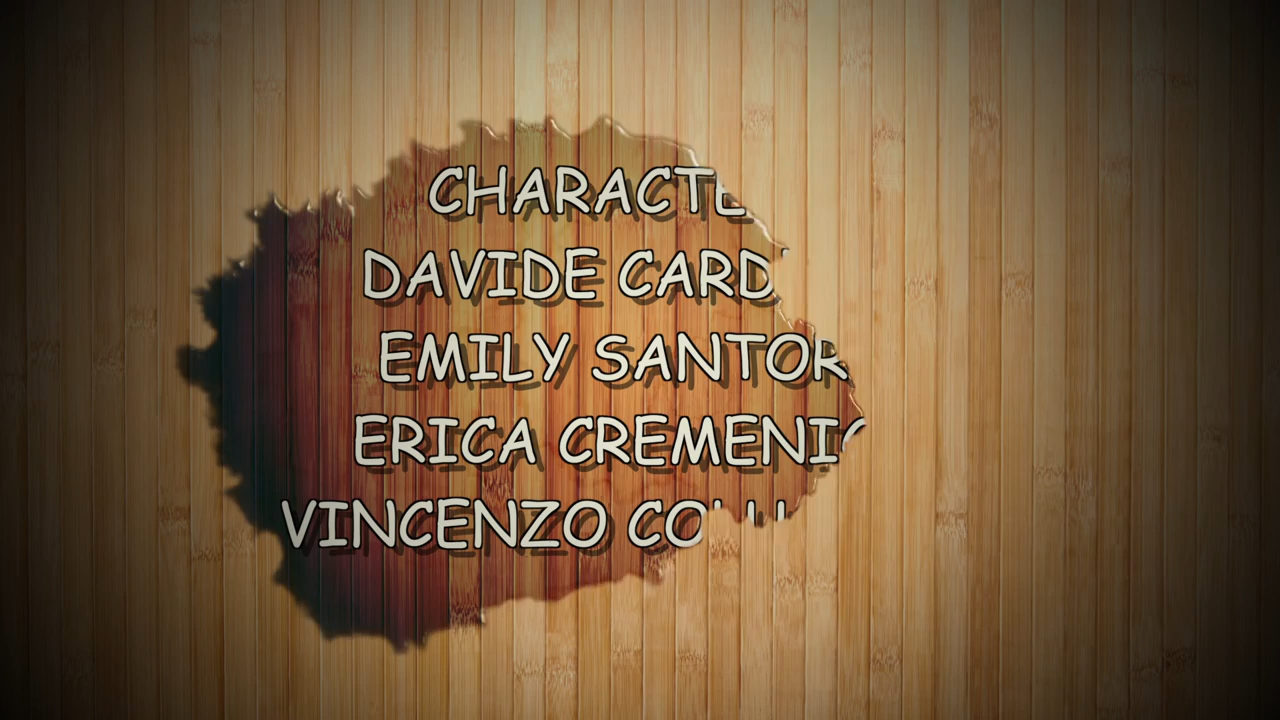 CHARACTE
DAVIDE CARD
EMILY SANTOR
ERICA CREMENI
VINCENZO CO